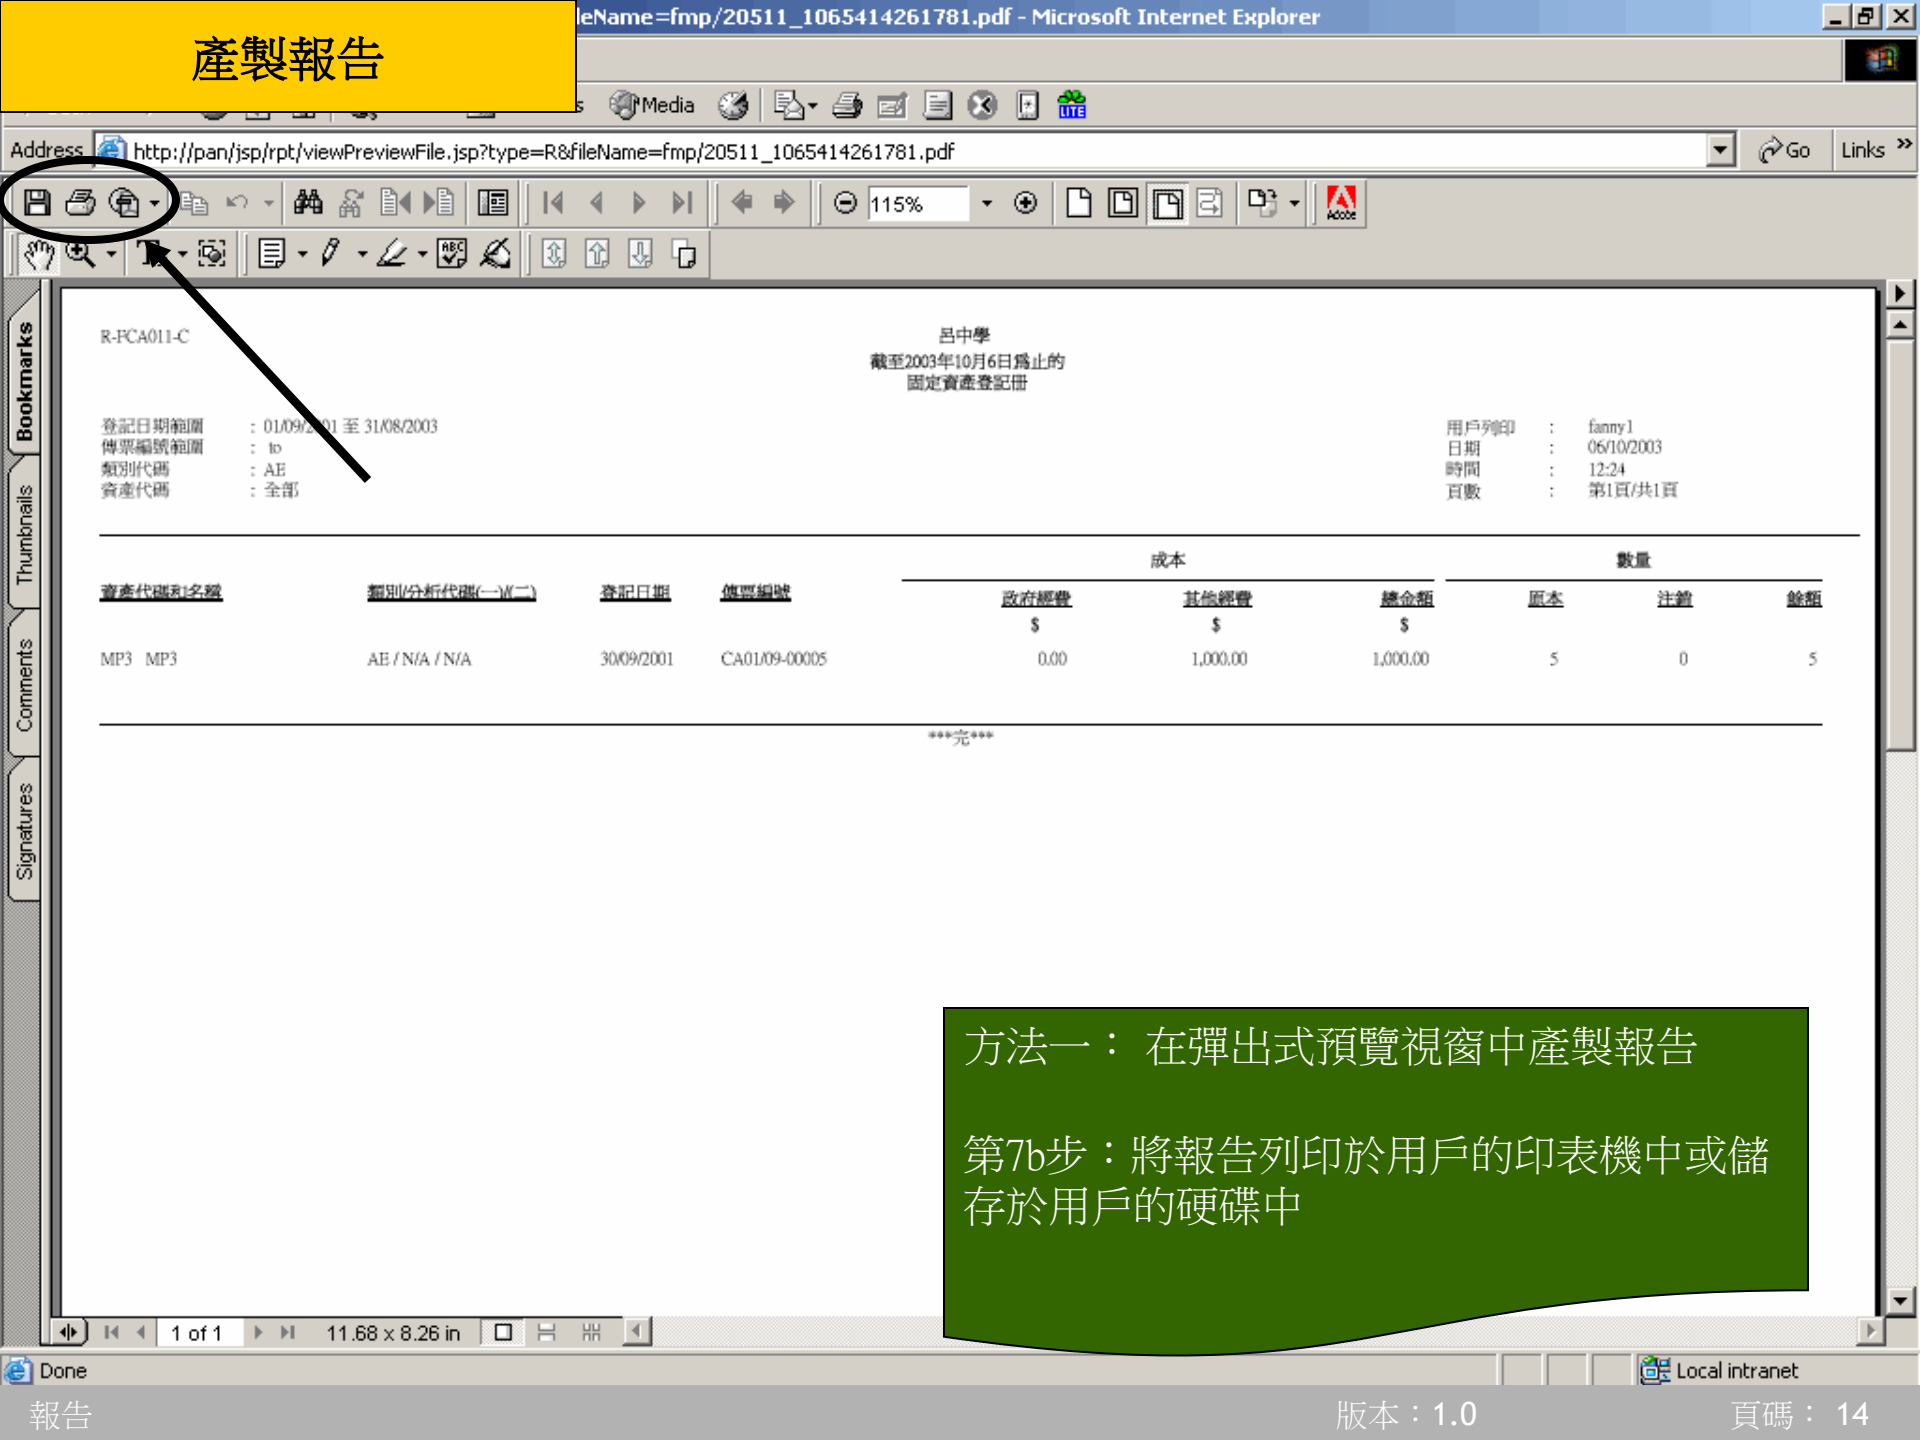 產製報告
leName=fmp/20511_1065414261781.pdf - Microsoft Internet Explorer
Media
LITE
Address http://pan/jsp/rpt/viewPreviewFile.jsp?type=R&fileName=fmp/20511_1065414261781.pdf Go Links »
115%
Adobe
Bookmarks
Thumbnails
Comments
Signatures
R-FCA011-C
呂中學
截至2003年10月6日為止的
固定資產登記冊
登記日期範圍 : 01/09/2001 至 31/08/2003
傳票編號範圍 : to
類別代碼 : AE
資產代碼 : 全部
用戶列印 : fanny1
日期 : 06/10/2003
時間 : 12:24
頁數 : 第1頁/共1頁
成本 數量
資產代碼和名稱 類別/分析代碼(一)/(二) 登記日期 傳票編號 政府經費 其他經費 總金額 原本 注銷 餘額
$ $ $
MP3 MP3 AE / N/A / N/A 30/09/2001 CA01/09-00005 0.00 1,000.00 1,000.00 5 0 5
***完***
方法一： 在彈出式預覽視窗中產製報告
第7b步：將報告列印於用戶的印表機中或儲
存於用戶的硬碟中
1 of 1 11.68 x 8.26 in
Done Local intranet
報告 版本：1.0 頁碼： 14